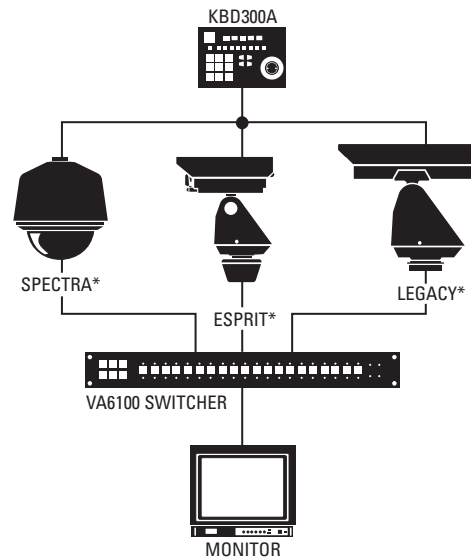 KBD300A
SPECTRA*
ESPRIT*
LEGACY*
VA6100 SWITCHER
MONITOR